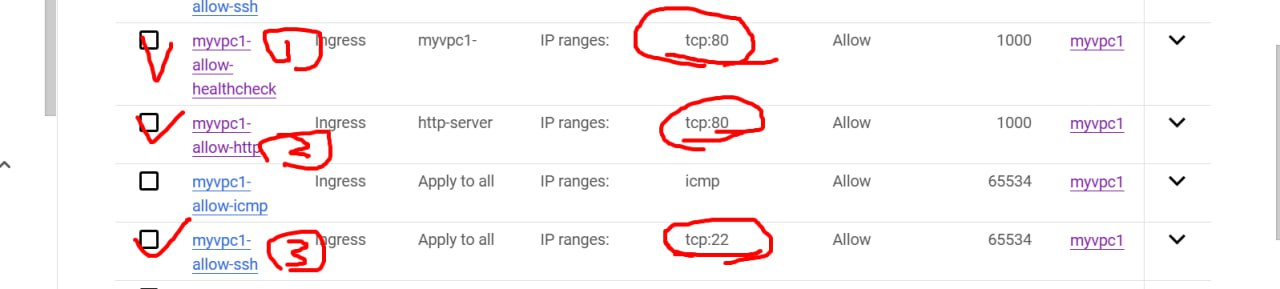 allow-ssh
myvpc1- 1 Ingress myvpc1- IP ranges: tcp:80 Allow 1000 myvpc1
allow-
healthcheck
myvpc1- Ingress http-server IP ranges: tcp:80 Allow 1000 myvpc1
allow-http 2
myvpc1- Ingress Apply to all IP ranges: icmp Allow 65534 myvpc1
allow-icmp
myvpc1- Ingress Apply to all IP ranges: tcp:22 Allow 65534 myvpc1
allow-ssh 3